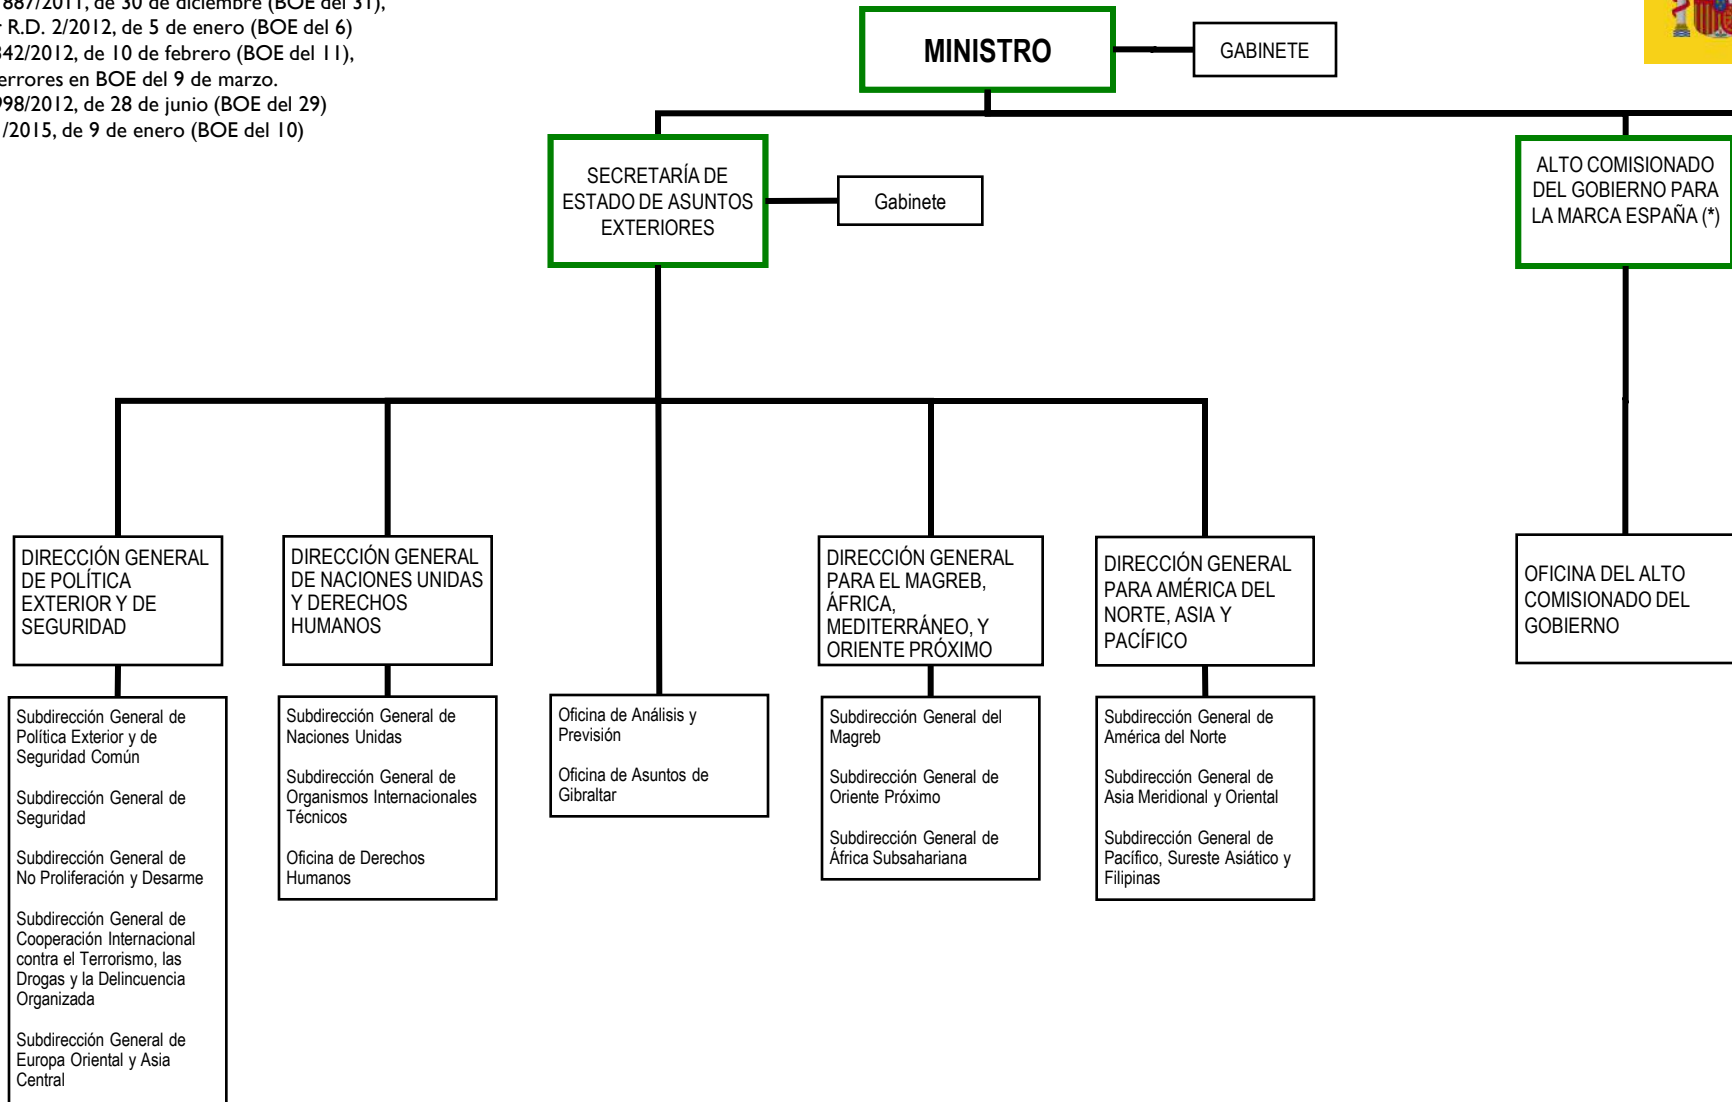 887/2011, de 30 de diciembre (BOE del 31),
R.D. 2/2012, de 5 de enero (BOE del 6)
342/2012, de 10 de febrero (BOE del 11),
errores en BOE del 9 de marzo.
998/2012, de 28 de junio (BOE del 29)
/2015, de 9 de enero (BOE del 10)
MINISTRO
GABINETE
SECRETARÍA DE
ESTADO DE ASUNTOS
EXTERIORES
Gabinete
ALTO COMISIONADO
DEL GOBIERNO PARA
LA MARCA ESPAÑA (*)
DIRECCIÓN GENERAL
DE POLÍTICA
EXTERIOR Y DE
SEGURIDAD
DIRECCIÓN GENERAL
DE NACIONES UNIDAS
Y DERECHOS
HUMANOS
DIRECCIÓN GENERAL
PARA EL MAGREB,
ÁFRICA,
MEDITERRÁNEO, Y
ORIENTE PRÓXIMO
DIRECCIÓN GENERAL
PARA AMÉRICA DEL
NORTE, ASIA Y
PACÍFICO
OFICINA DEL ALTO
COMISIONADO DEL
GOBIERNO
Subdirección General de
Política Exterior y de
Seguridad Común
Subdirección General de
Seguridad
Subdirección General de
No Proliferación y Desarme
Subdirección General de
Cooperación Internacional
contra el Terrorismo, las
Drogas y la Delincuencia
Organizada
Subdirección General de
Europa Oriental y Asia
Central
Subdirección General de
Naciones Unidas
Subdirección General de
Organismos Internacionales
Técnicos
Oficina de Derechos
Humanos
Oficina de Análisis y
Previsión
Oficina de Asuntos de
Gibraltar
Subdirección General del
Magreb
Subdirección General de
Oriente Próximo
Subdirección General de
África Subsahariana
Subdirección General de
América del Norte
Subdirección General de
Asia Meridional y Oriental
Subdirección General de
Pacífico, Sureste Asiático y
Filipinas